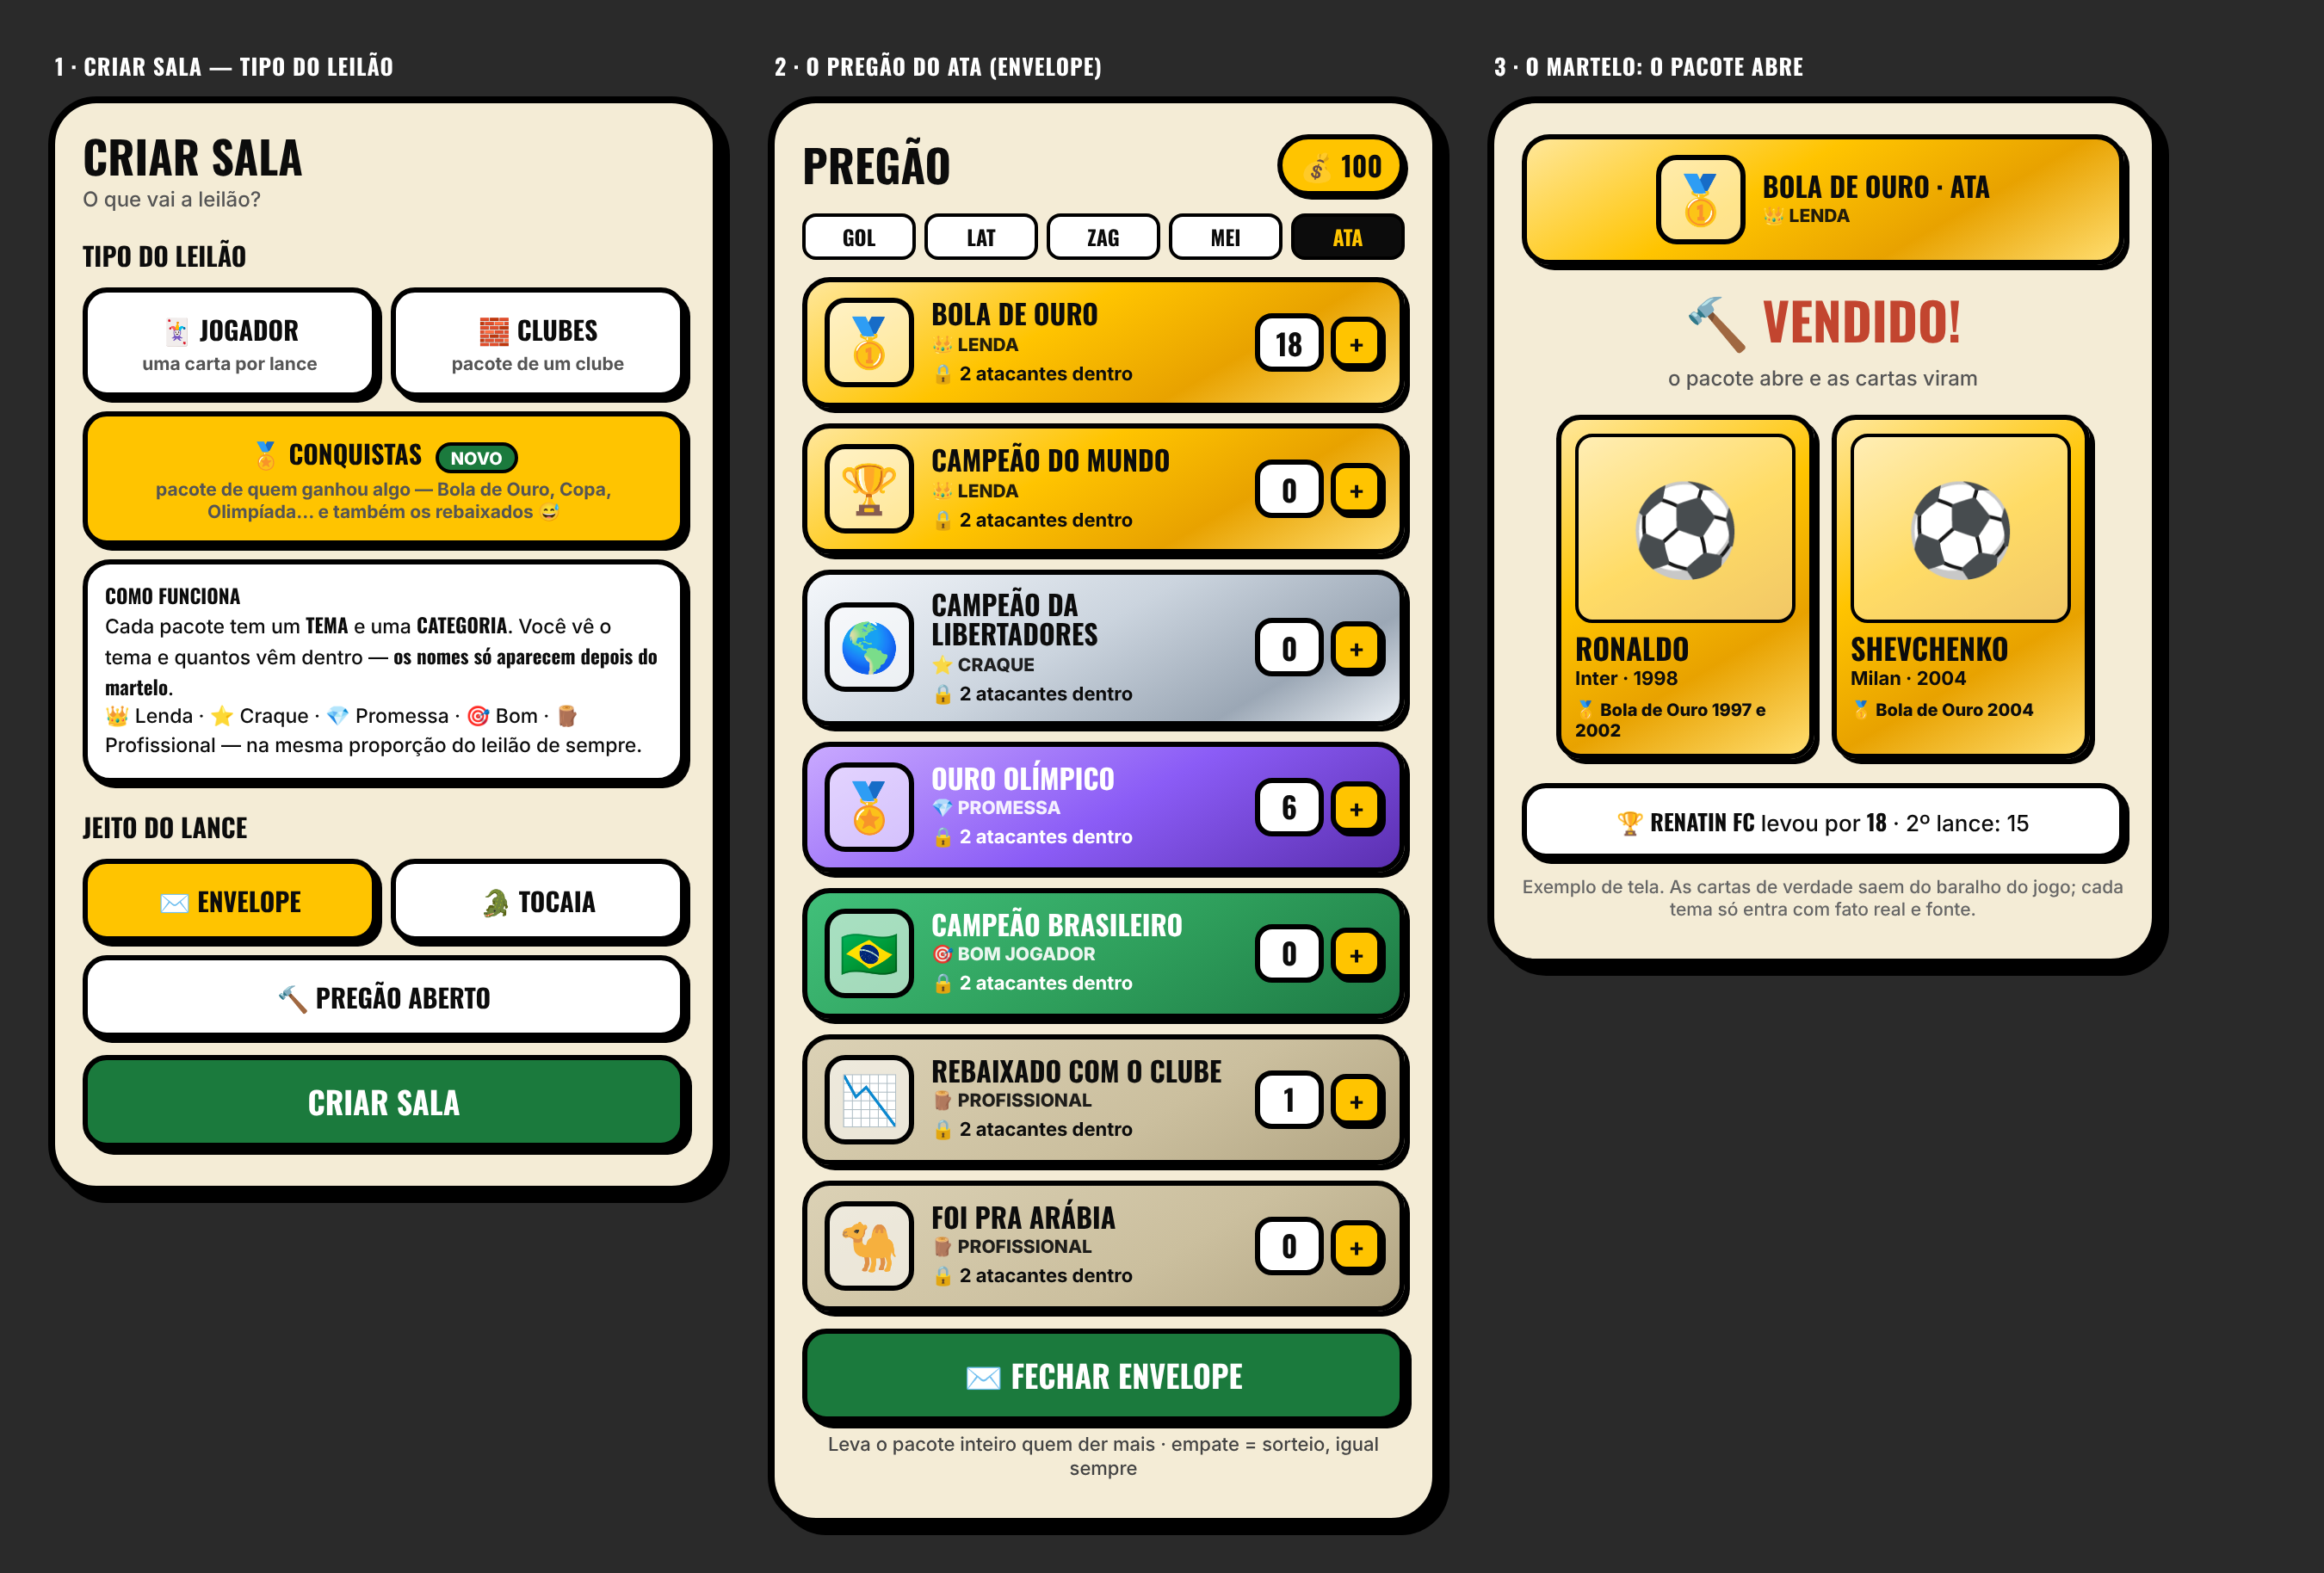 1 · CRIAR SALA — TIPO DO LEILÃO
CRIAR SALA
O que vai a leilão?
TIPO DO LEILÃO
🃏 JOGADOR
uma carta por lance
🧱 CLUBES
pacote de um clube
🏅 CONQUISTAS NOVO
pacote de quem ganhou algo — Bola de Ouro, Copa,
Olimpíada... e também os rebaixados 😅
COMO FUNCIONA
Cada pacote tem um TEMA e uma CATEGORIA. Você vê o
tema e quantos vêm dentro — os nomes só aparecem depois do
martelo.
👑 Lenda · ⭐ Craque · 💎 Promessa · 🎯 Bom · 🪵
Profissional — na mesma proporção do leilão de sempre.
JEITO DO LANCE
✉️ ENVELOPE
🐊 TOCAIA
🔨 PREGÃO ABERTO
CRIAR SALA
2 · O PREGÃO DO ATA (ENVELOPE)
PREGÃO
💰 100
GOL
LAT
ZAG
MEI
ATA
BOLA DE OURO
👑 LENDA
🔒 2 atacantes dentro
18
+
CAMPEÃO DO MUNDO
👑 LENDA
🔒 2 atacantes dentro
0
+
CAMPEÃO DA
LIBERTADORES
⭐ CRAQUE
🔒 2 atacantes dentro
0
+
OURO OLÍMPICO
💎 PROMESSA
🔒 2 atacantes dentro
6
+
CAMPEÃO BRASILEIRO
🎯 BOM JOGADOR
🔒 2 atacantes dentro
0
+
REBAIXADO COM O CLUBE
🪵 PROFISSIONAL
🔒 2 atacantes dentro
1
+
FOI PRA ARÁBIA
🪵 PROFISSIONAL
🔒 2 atacantes dentro
0
+
✉️ FECHAR ENVELOPE
Leva o pacote inteiro quem der mais · empate = sorteio, igual
sempre
3 · O MARTELO: O PACOTE ABRE
BOLA DE OURO · ATA
👑 LENDA
🔨 VENDIDO!
o pacote abre e as cartas viram
RONALDO
Inter · 1998
🥇 Bola de Ouro 1997 e
2002
SHEVCHENKO
Milan · 2004
🥇 Bola de Ouro 2004
🏆 RENATIN FC levou por 18 · 2º lance: 15
Exemplo de tela. As cartas de verdade saem do baralho do jogo; cada
tema só entra com fato real e fonte.